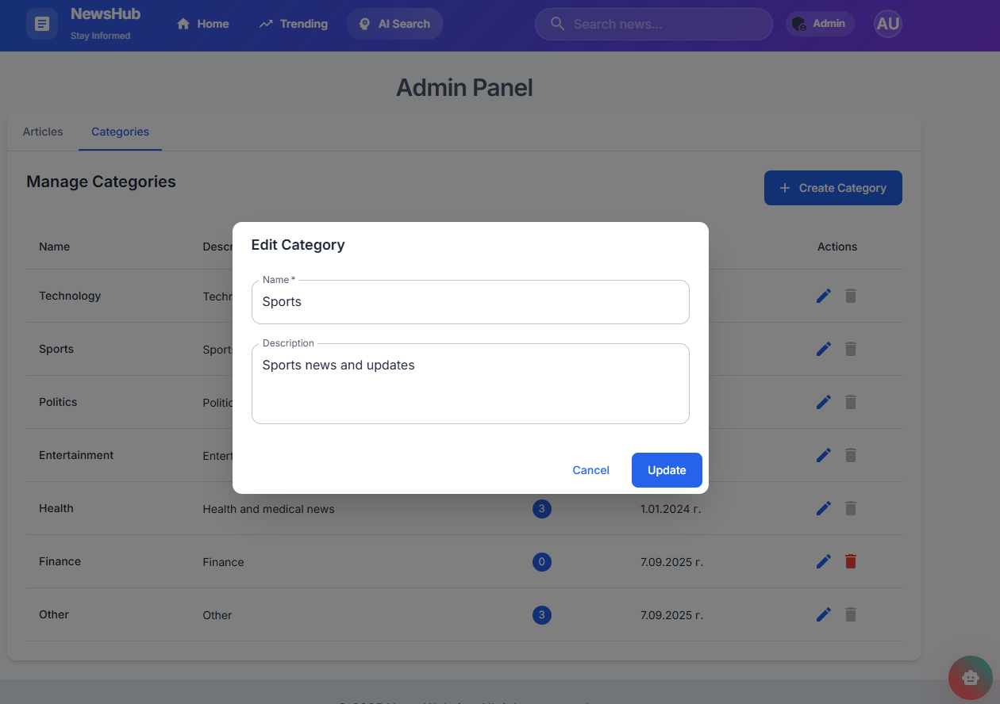 NewsHub
Stay Informed
Home
Trending
AI Search
Search news...
Admin
AU
Admin Panel
Articles
Categories
Manage Categories
Create Category
Name
Descr
Actions
Technology
Techn
Sports
Sports
Politics
Politic
Entertainment
Entert
Health
Health and medical news
3
1.01.2024 г.
Finance
Finance
0
7.09.2025 г.
Other
Other
3
7.09.2025 г.
Edit Category
Name *
Sports
Description
Sports news and updates
Cancel
Update